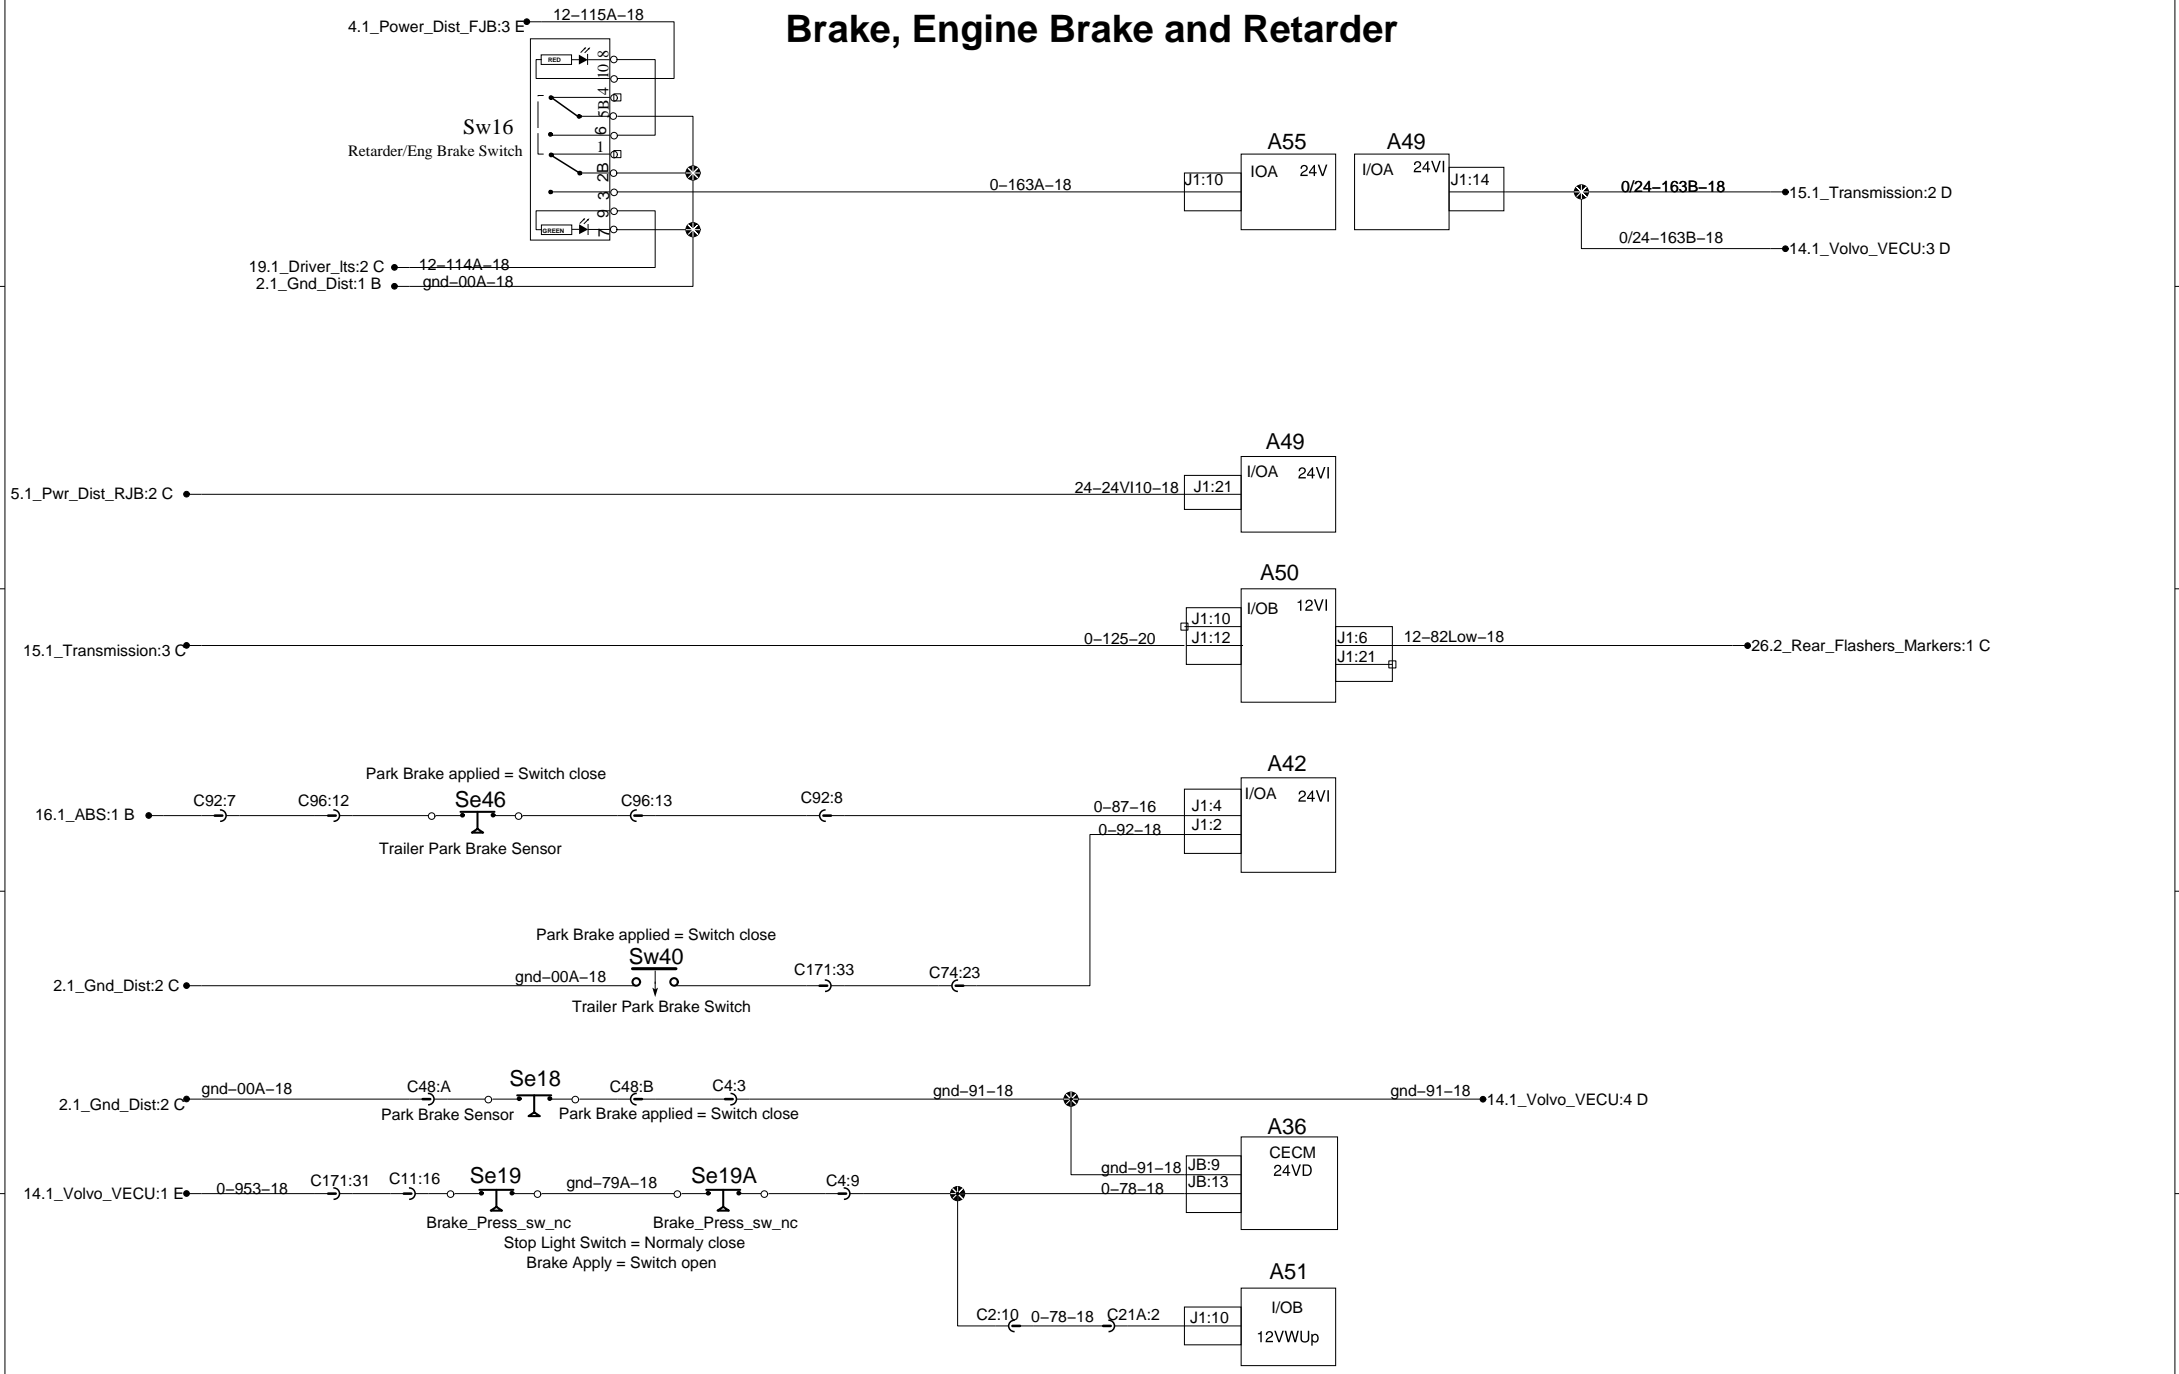 Brake, Engine Brake and Retarder
4.1_Power_Dist_FJB:3 E
12–115A–18
RED
8
10
4
5B
6
1
2B
3
9
7
GREEN
Sw16
Retarder/Eng Brake Switch
19.1_Driver_lts:2 C
12–114A–18
2.1_Gnd_Dist:1 B
gnd–00A–18
0–163A–18
A55
J1:10
IOA
24V
A49
I/OA
24VI
J1:14
0/24–163B–18
15.1_Transmission:2 D
0/24–163B–18
14.1_Volvo_VECU:3 D
5.1_Pwr_Dist_RJB:2 C
24–24VI10–18
J1:21
A49
I/OA
24VI
15.1_Transmission:3 C
0–125–20
J1:10
J1:12
A50
I/OB
12VI
J1:6
J1:21
12–82Low–18
26.2_Rear_Flashers_Markers:1 C
Park Brake applied = Switch close
16.1_ABS:1 B
C92:7
C96:12
Se46
C96:13
C92:8
Trailer Park Brake Sensor
0–87–16
0–92–18
J1:4
J1:2
A42
I/OA
24VI
Park Brake applied = Switch close
2.1_Gnd_Dist:2 C
gnd–00A–18
Sw40
C171:33
C74:23
Trailer Park Brake Switch
2.1_Gnd_Dist:2 C
gnd–00A–18
C48:A
Se18
C48:B
C4:3
Park Brake Sensor
Park Brake applied = Switch close
gnd–91–18
gnd–91–18
14.1_Volvo_VECU:4 D
A36
CECM
24VD
gnd–91–18
JB:9
0–78–18
JB:13
14.1_Volvo_VECU:1 E
0–953–18
C171:31
C11:16
Se19
gnd–79A–18
Se19A
C4:9
Brake_Press_sw_nc
Brake_Press_sw_nc
Stop Light Switch = Normaly close
Brake Apply = Switch open
C2:10
0–78–18
C21A:2
J1:10
A51
I/OB
12VWUp